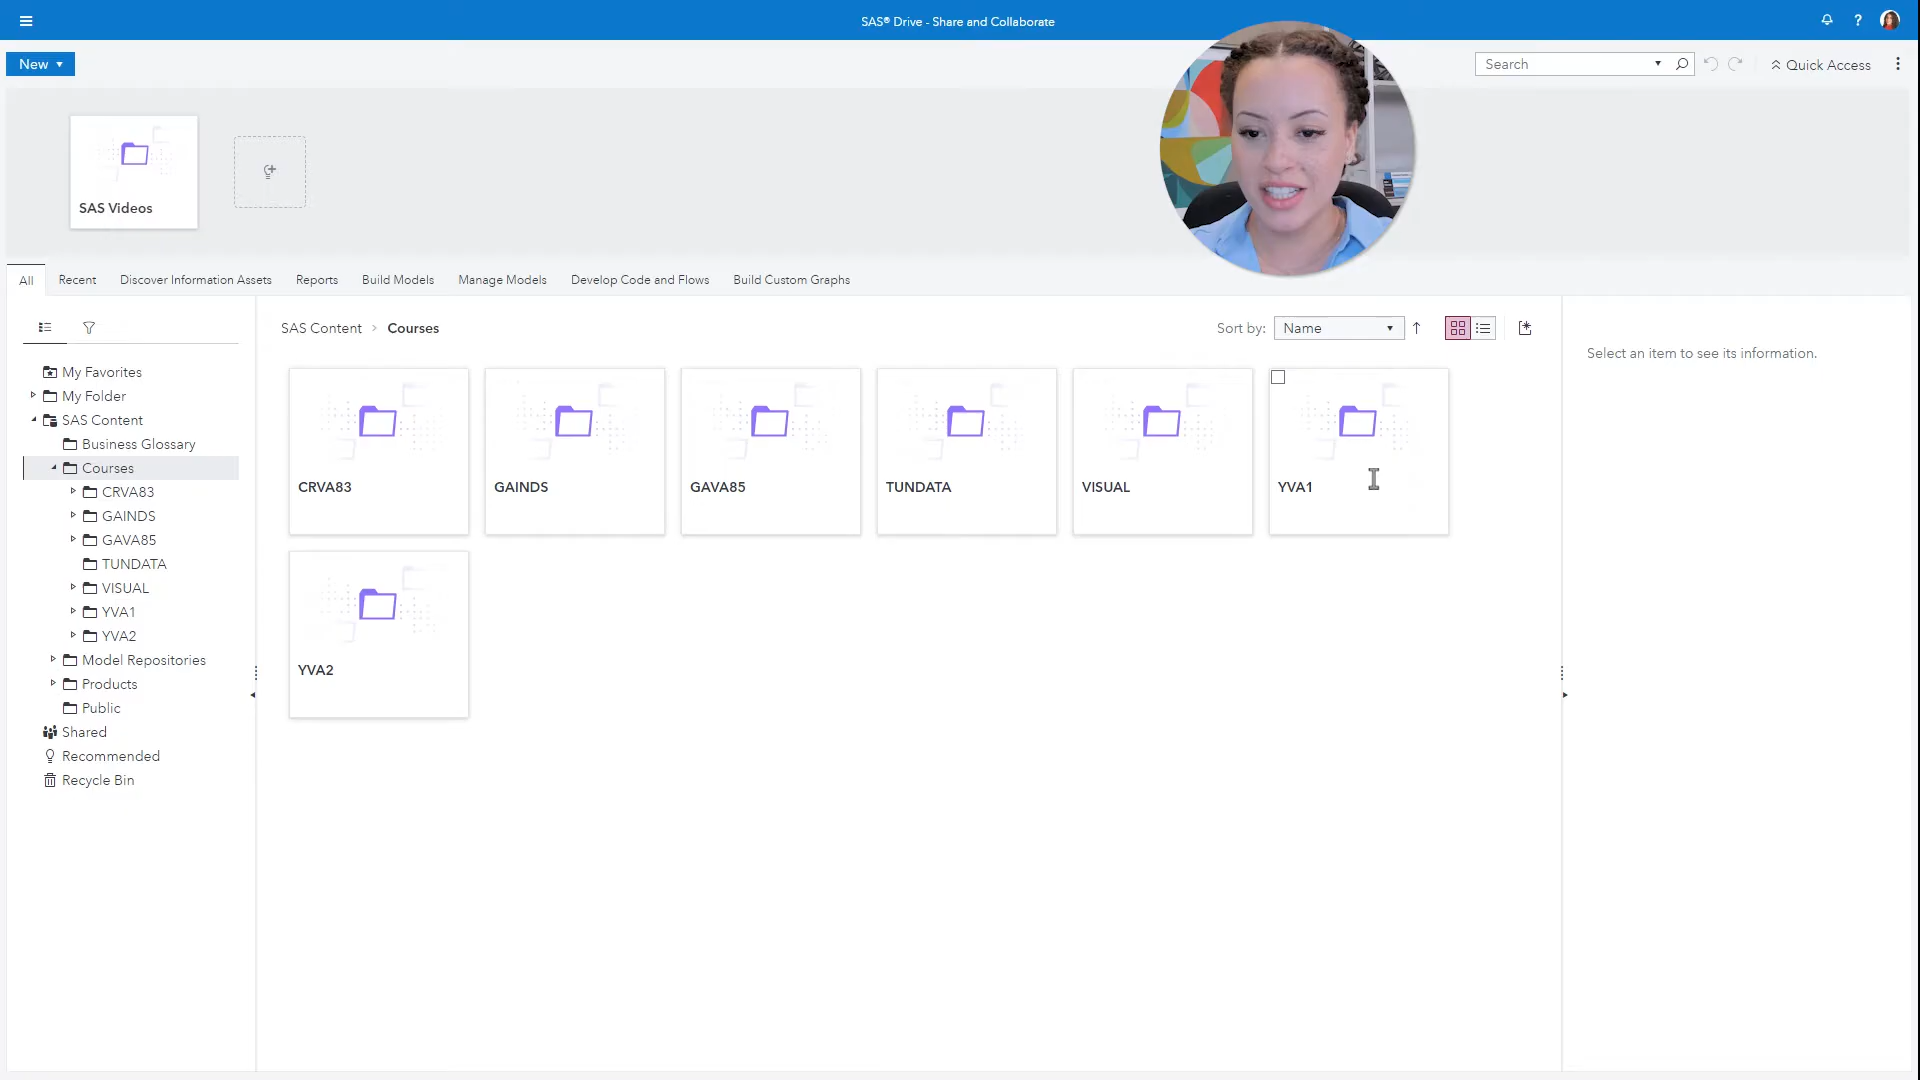 SAS® Drive - Share and Collaborate
?
New
Search
Quick Access
SAS Videos
All
Recent
Discover Information Assets
Reports
Build Models
Manage Models
Develop Code and Flows
Build Custom Graphs
SAS Content > Courses
Sort by: Name
Select an item to see its information.
My Favorites
My Folder
SAS Content
Business Glossary
Courses
CRVA83
GAINDS
GAVA85
TUNDATA
VISUAL
YVA1
YVA2
Model Repositories
Products
Public
Shared
Recommended
Recycle Bin
CRVA83
GAINDS
GAVA85
TUNDATA
VISUAL
YVA1
YVA2